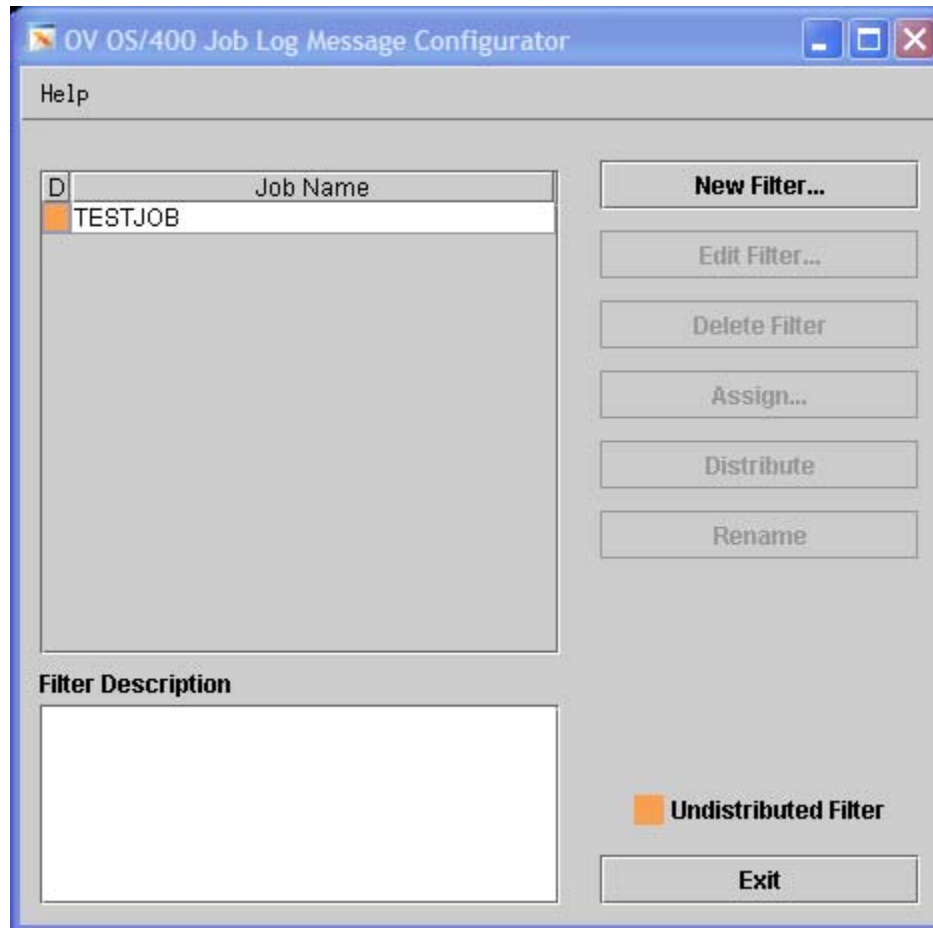 OV OS/400 Job Log Message Configurator
Help
D Job Name
TESTJOB
New Filter...
Edit Filter...
Delete Filter
Assign...
Distribute
Rename
Filter Description
Undistributed Filter
Exit